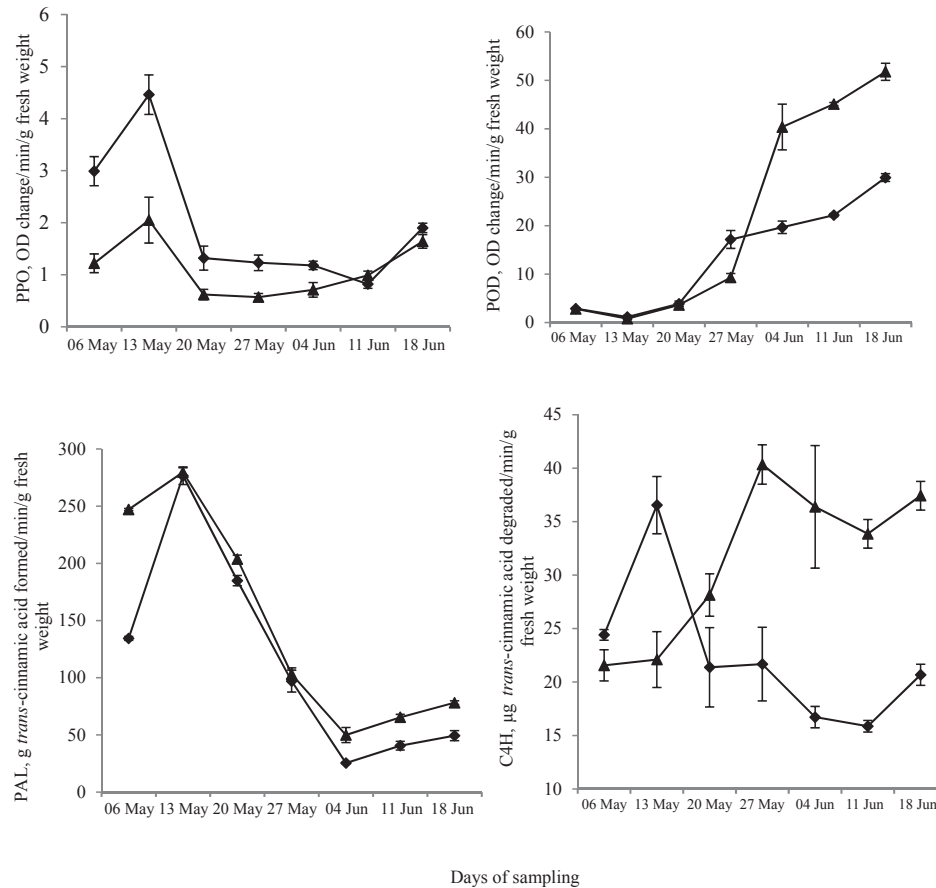 PPO, OD change/min/g fresh weight
6
5
4
3
2
1
0
06 May 13 May 20 May 27 May 04 Jun 11 Jun 18 Jun
POD, OD change/min/g fresh weight
60
50
40
30
20
10
0
06 May 13 May 20 May 27 May 04 Jun 11 Jun 18 Jun
PAL, g trans-cinnamic acid formed/min/g fresh
weight
300
250
200
150
100
50
0
06 May 13 May 20 May 27 May 04 Jun 11 Jun 18 Jun
C4H, μg trans-cinnamic acid degraded/min/g
fresh weight
45
40
35
30
25
20
15
10
06 May 13 May 20 May 27 May 04 Jun 11 Jun 18 Jun
Days of sampling